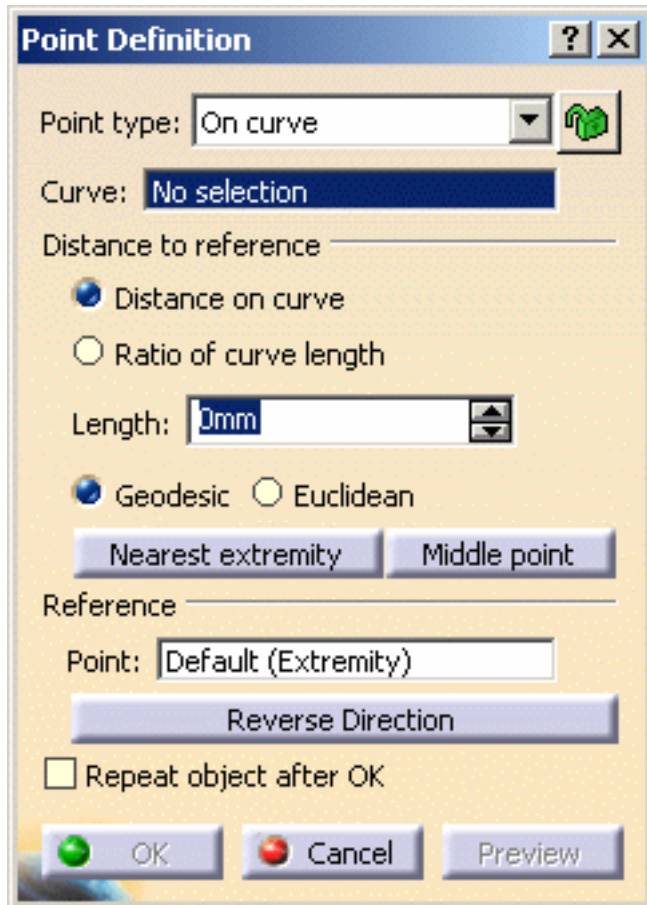 Point Definition ? X
Point type: On curve
Curve: No selection
Distance to reference
Distance on curve
Ratio of curve length
Length: 0mm
Geodesic Euclidean
Nearest extremity Middle point
Reference
Point: Default (Extremity)
Reverse Direction
Repeat object after OK
OK Cancel Preview